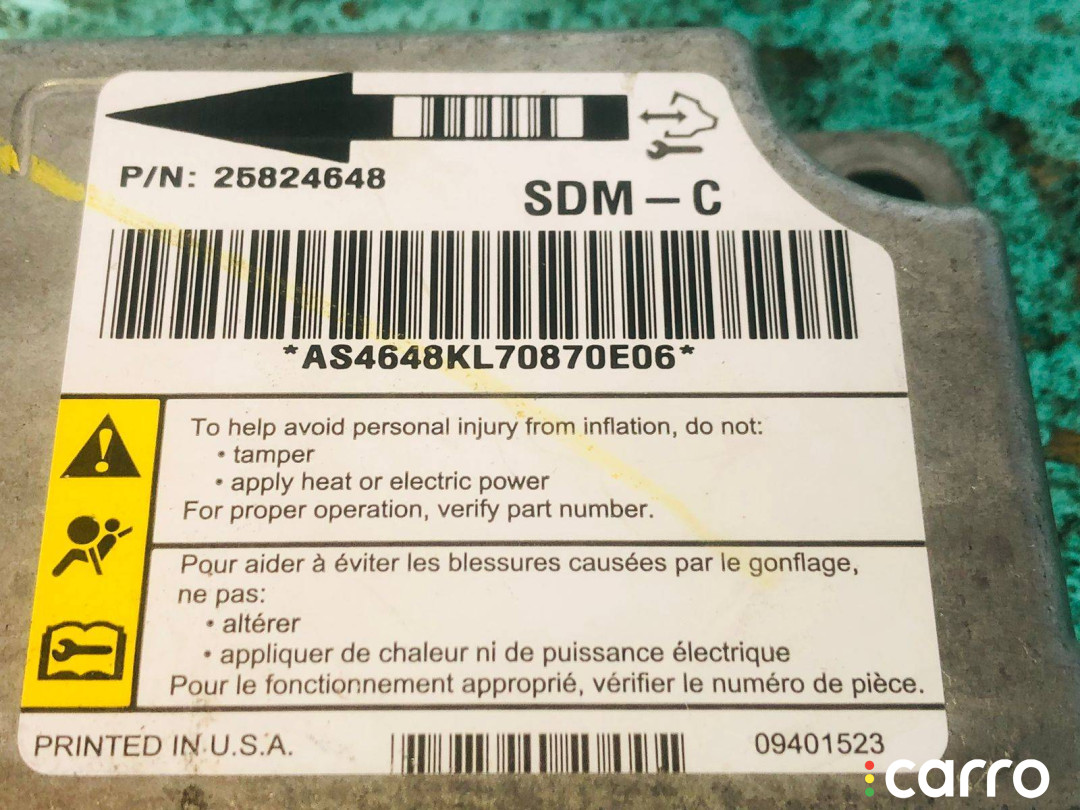 P/N: 25824648
SDM – C
*AS4648KL70870E06*
To help avoid personal injury from inflation, do not:
• tamper
• apply heat or electric power
For proper operation, verify part number.
Pour aider à éviter les blessures causées par le gonflage,
ne pas:
• altérer
• appliquer de chaleur ni de puissance électrique
Pour le fonctionnement approprié, vérifier le numéro de pièce.
PRINTED IN U.S.A.
09401523
carro